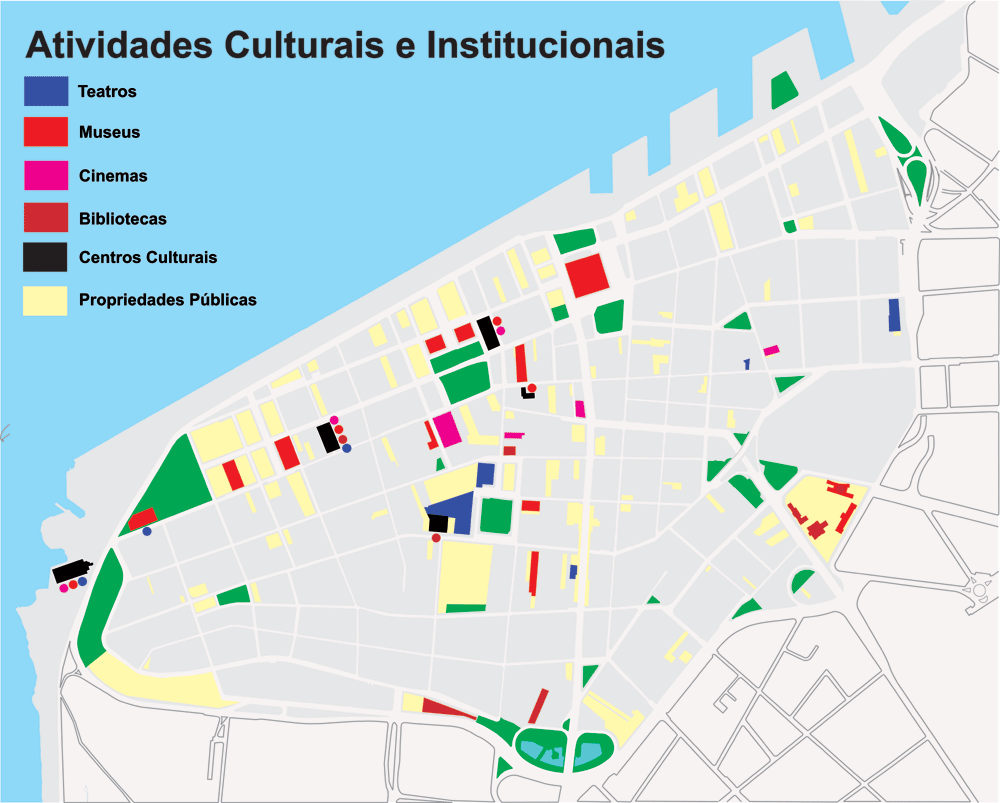 Atividades Culturais e Institucionais
Teatros
Museus
Cinemas
Bibliotecas
Centros Culturais
Propriedades Públicas